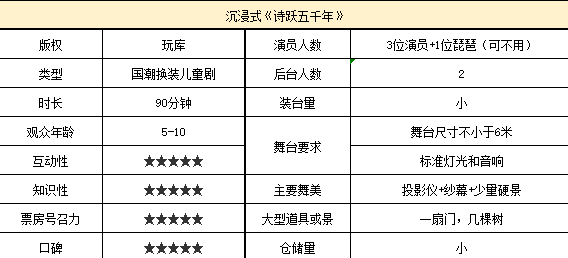 沉浸式《诗跃五千年》
版权 玩库 演员人数 3位演员+1位琵琶（可不用）
类型 国潮换装儿童剧 后台人数 2
时长 90分钟 装台量 小
观众年龄 5-10 舞台要求 舞台尺寸不小于6米
互动性 ★★★★★ 标准灯光和音响
知识性 ★★★★★ 主要舞美 投影仪+纱幕+少量硬景
票房号召力 ★★★★★ 大型道具或景 一扇门，几棵树
口碑 ★★★★★ 仓储量 小